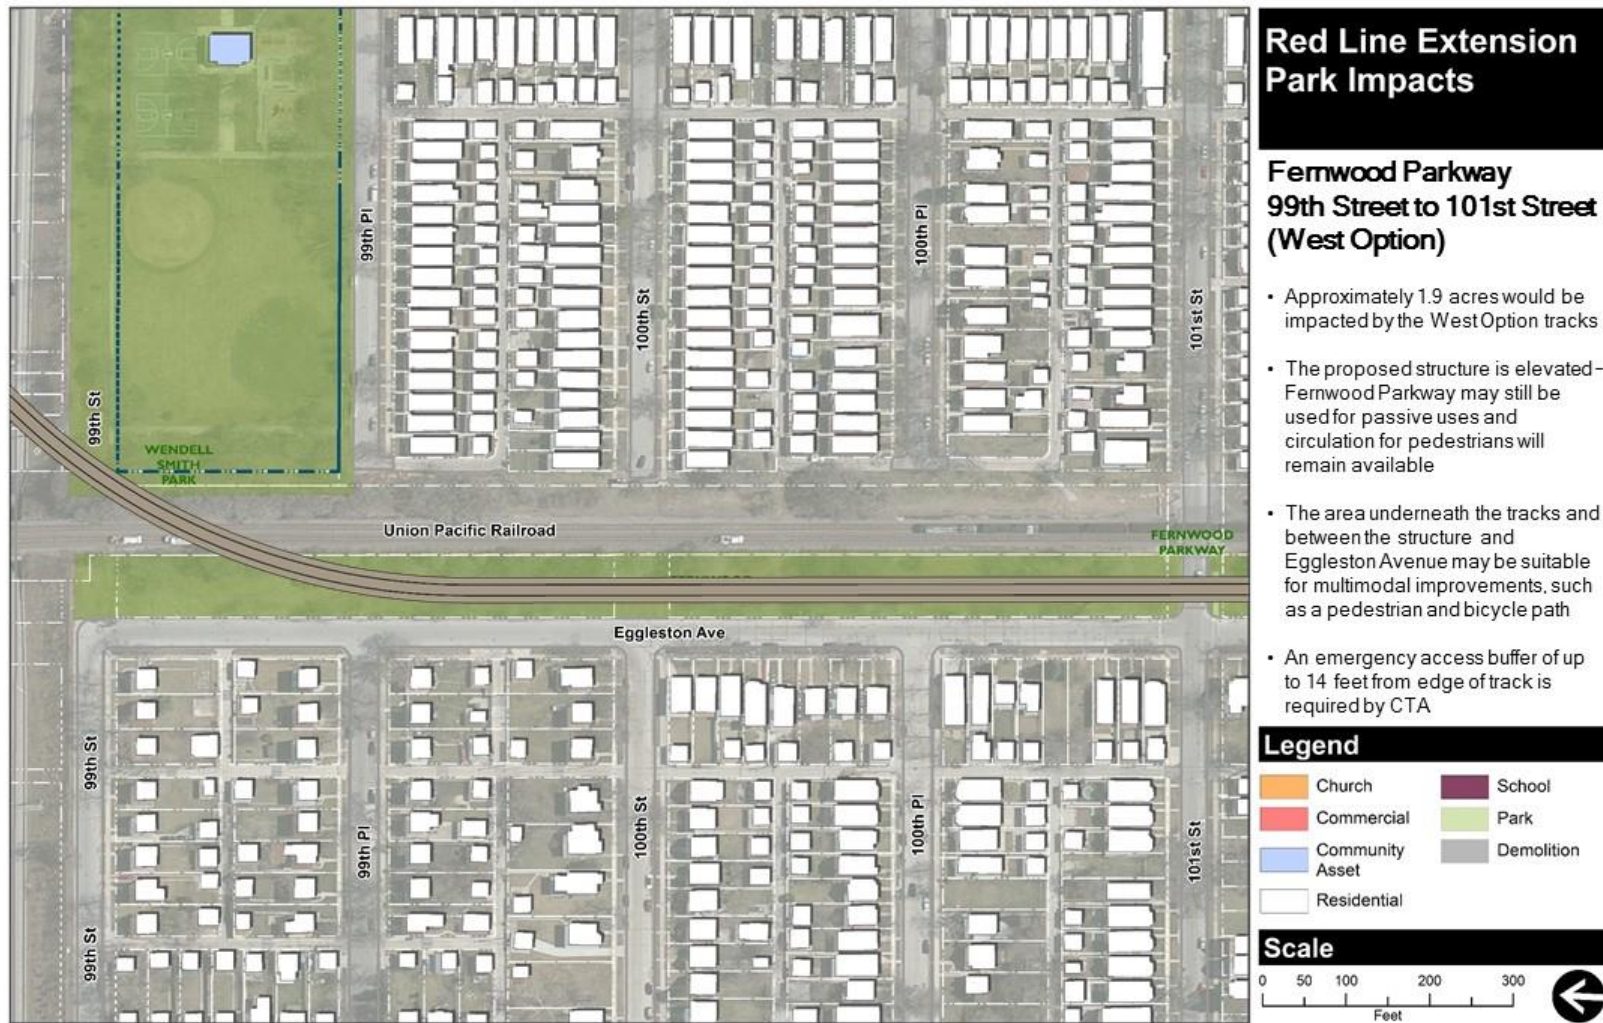 Red Line Extension
Park Impacts
Fernwood Parkway
99th Street to 101st Street
(West Option)
• Approximately 1.9 acres would be
impacted by the West Option tracks
• The proposed structure is elevated –
Fernwood Parkway may still be
used for passive uses and
circulation for pedestrians will
remain available
• The area underneath the tracks and
between the structure and
Eggleston Avenue may be suitable
for multimodal improvements, such
as a pedestrian and bicycle path
• An emergency access buffer of up
to 14 feet from edge of track is
required by CTA
Legend
Church
Commercial
Community
Asset
Residential
School
Park
Demolition
Scale
0 50 100 200 300
Feet
99th St
WENDELL
SMITH
PARK
99th Pl
100th St
100th Pl
101st St
Union Pacific Railroad
FERNWOOD
PARKWAY
Eggleston Ave
99th St
99th St
99th Pl
100th St
100th Pl
101st St